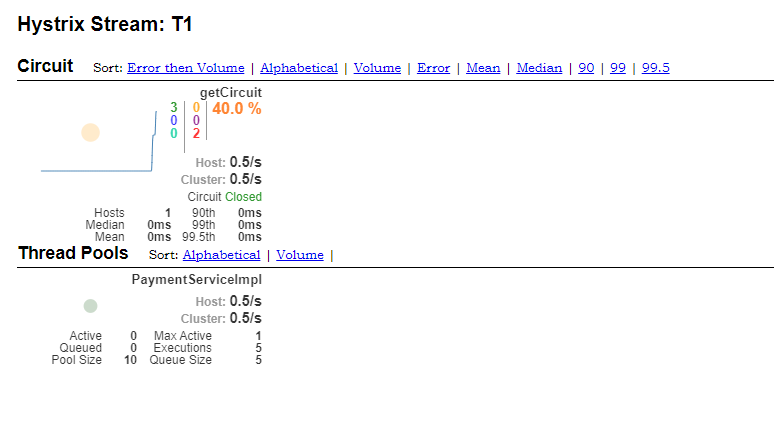 Hystrix Stream: T1
Circuit Sort: Error then Volume | Alphabetical | Volume | Error | Mean | Median | 90 | 99 | 99.5
getCircuit
3 0 40.0 %
0 0
0 2
Host: 0.5/s
Cluster: 0.5/s
Circuit Closed
Hosts 1 90th 0ms
Median 0ms 99th 0ms
Mean 0ms 99.5th 0ms
Thread Pools Sort: Alphabetical | Volume |
PaymentServiceImpl
Host: 0.5/s
Cluster: 0.5/s
Active 0 Max Active 1
Queued 0 Executions 5
Pool Size 10 Queue Size 5